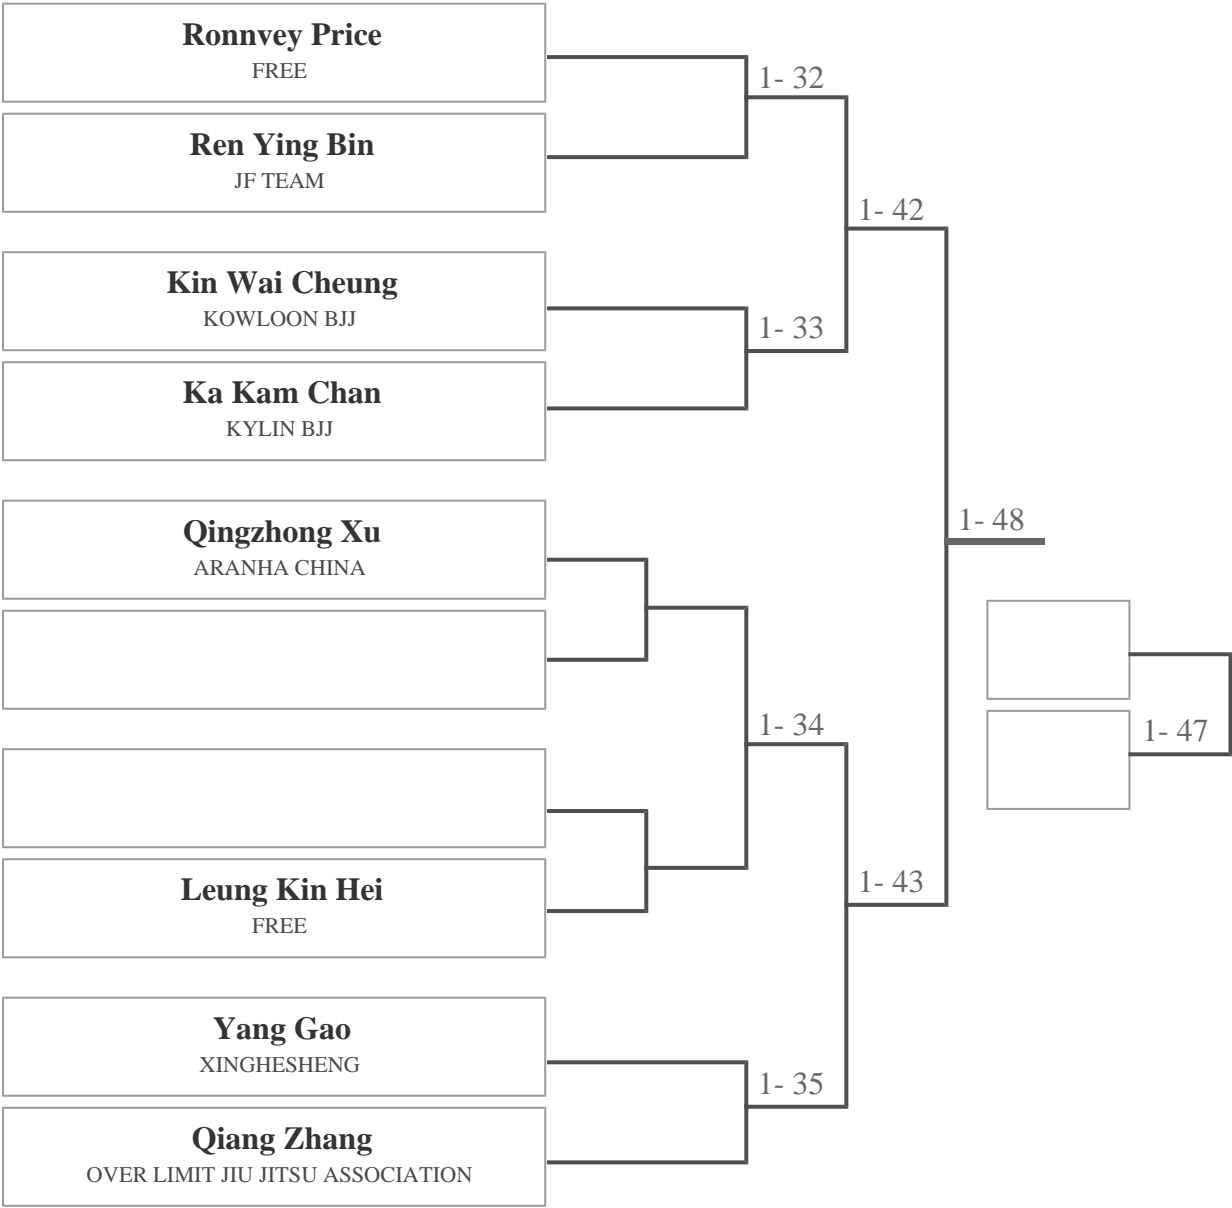 Ronnvey Price
FREE
1- 32
Ren Ying Bin
JF TEAM
1- 42
Kin Wai Cheung
KOWLOON BJJ
1- 33
Ka Kam Chan
KYLIN BJJ
Qingzhong Xu
ARANHA CHINA
1- 48
1- 34
1- 47
Leung Kin Hei
FREE
1- 43
Yang Gao
XINGHESHENG
1- 35
Qiang Zhang
OVER LIMIT JIU JITSU ASSOCIATION